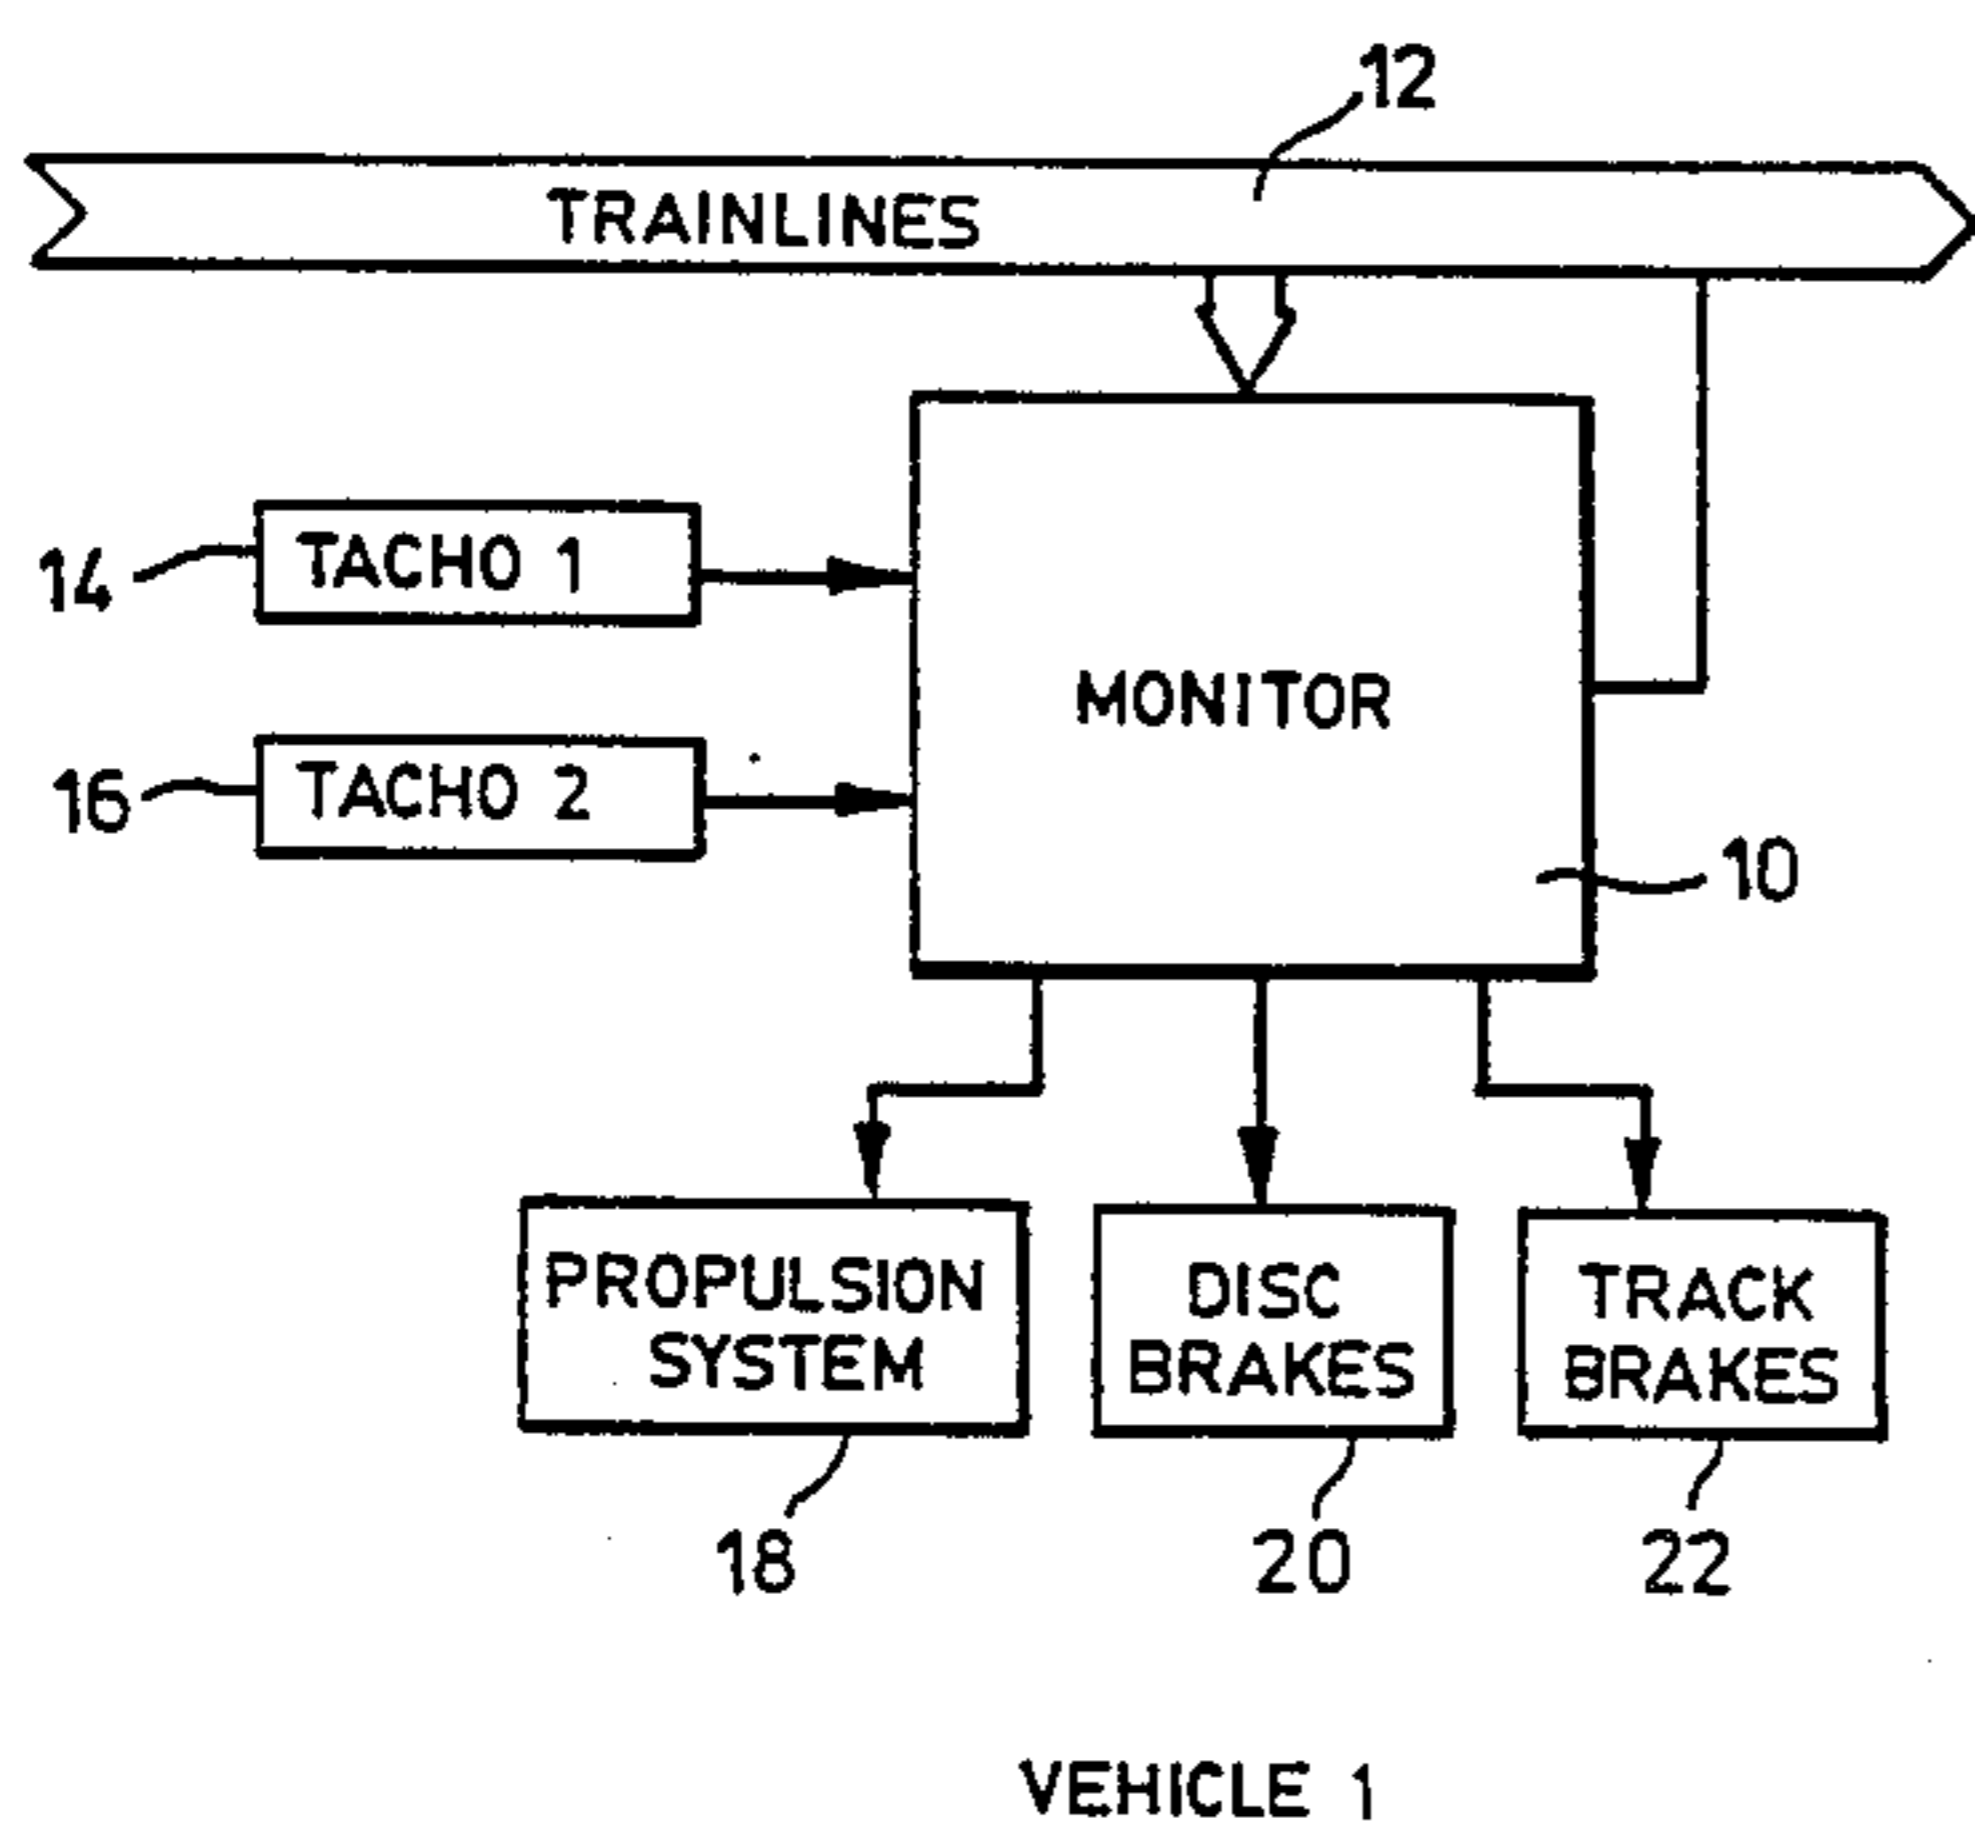 12
TRAINLINES
14
TACHO 1
MONITOR
16
TACHO 2
10
PROPULSION
SYSTEM
DISC
BRAKES
TRACK
BRAKES
18
20
22
VEHICLE 1